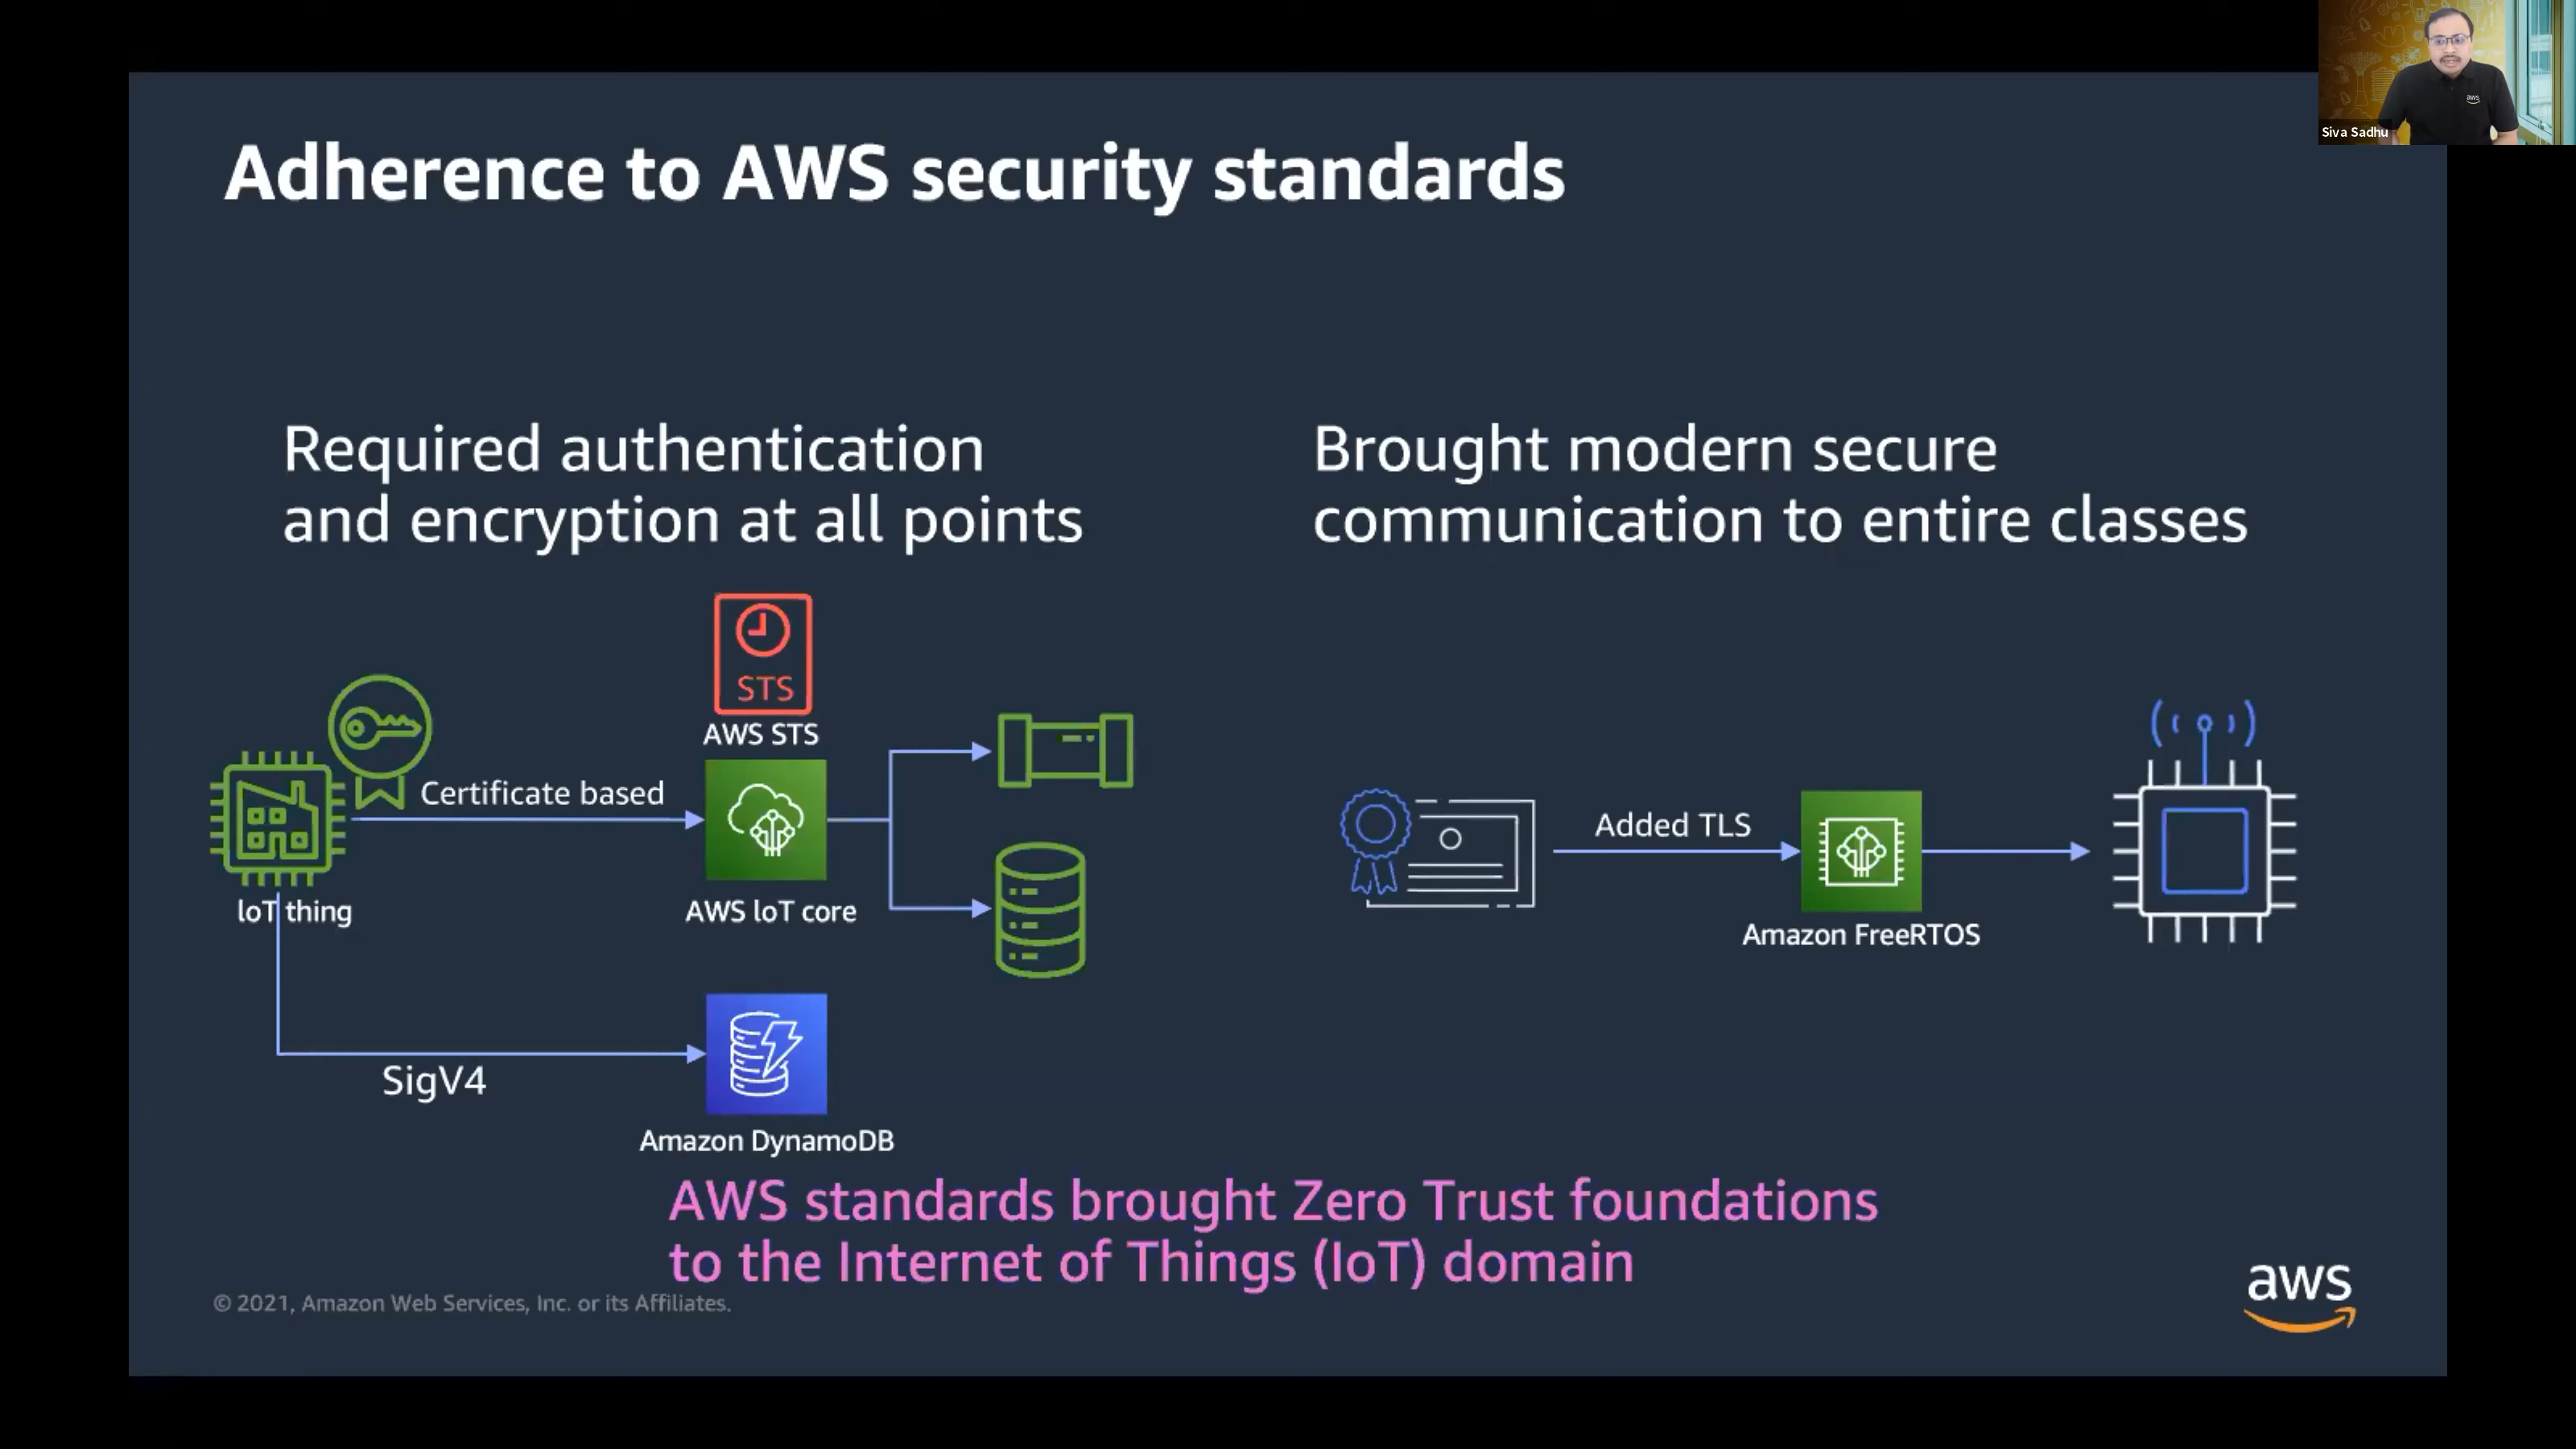 aws
Siva Sadhu
Adherence to AWS security standards
Required authentication
and encryption at all points
STS
AWS STS
Certificate based
IoT thing
AWS IoT core
SigV4
Amazon DynamoDB
Brought modern secure
communication to entire classes
Added TLS
Amazon FreeRTOS
AWS standards brought Zero Trust foundations
to the Internet of Things (IoT) domain
© 2021, Amazon Web Services, Inc. or its Affiliates.
aws